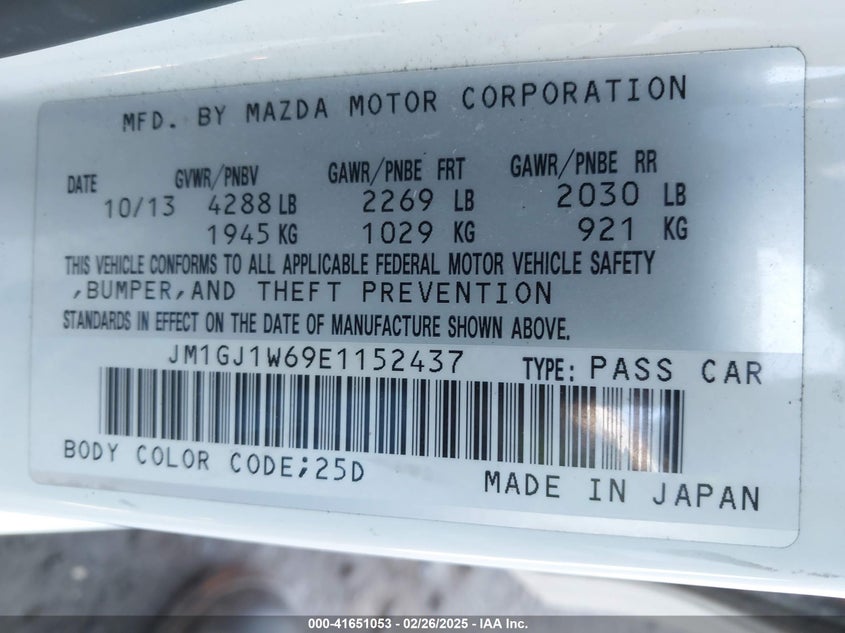 MFD. BY MAZDA MOTOR CORPORATION
DATE GVWR/PNBV GAWR/PNBE FRT GAWR/PNBE RR
10/13 4288 LB 2269 LB 2030 LB
1945 KG 1029 KG 921 KG
THIS VEHICLE CONFORMS TO ALL APPLICABLE FEDERAL MOTOR VEHICLE SAFETY
,BUMPER,AND THEFT PREVENTION
STANDARDS IN EFFECT ON THE DATE OF MANUFACTURE SHOWN ABOVE.
JM1GJ1W69E1152437 TYPE: PASS CAR
BODY COLOR CODE;25D MADE IN JAPAN
000-41651053 - 02/26/2025 - IAA Inc.